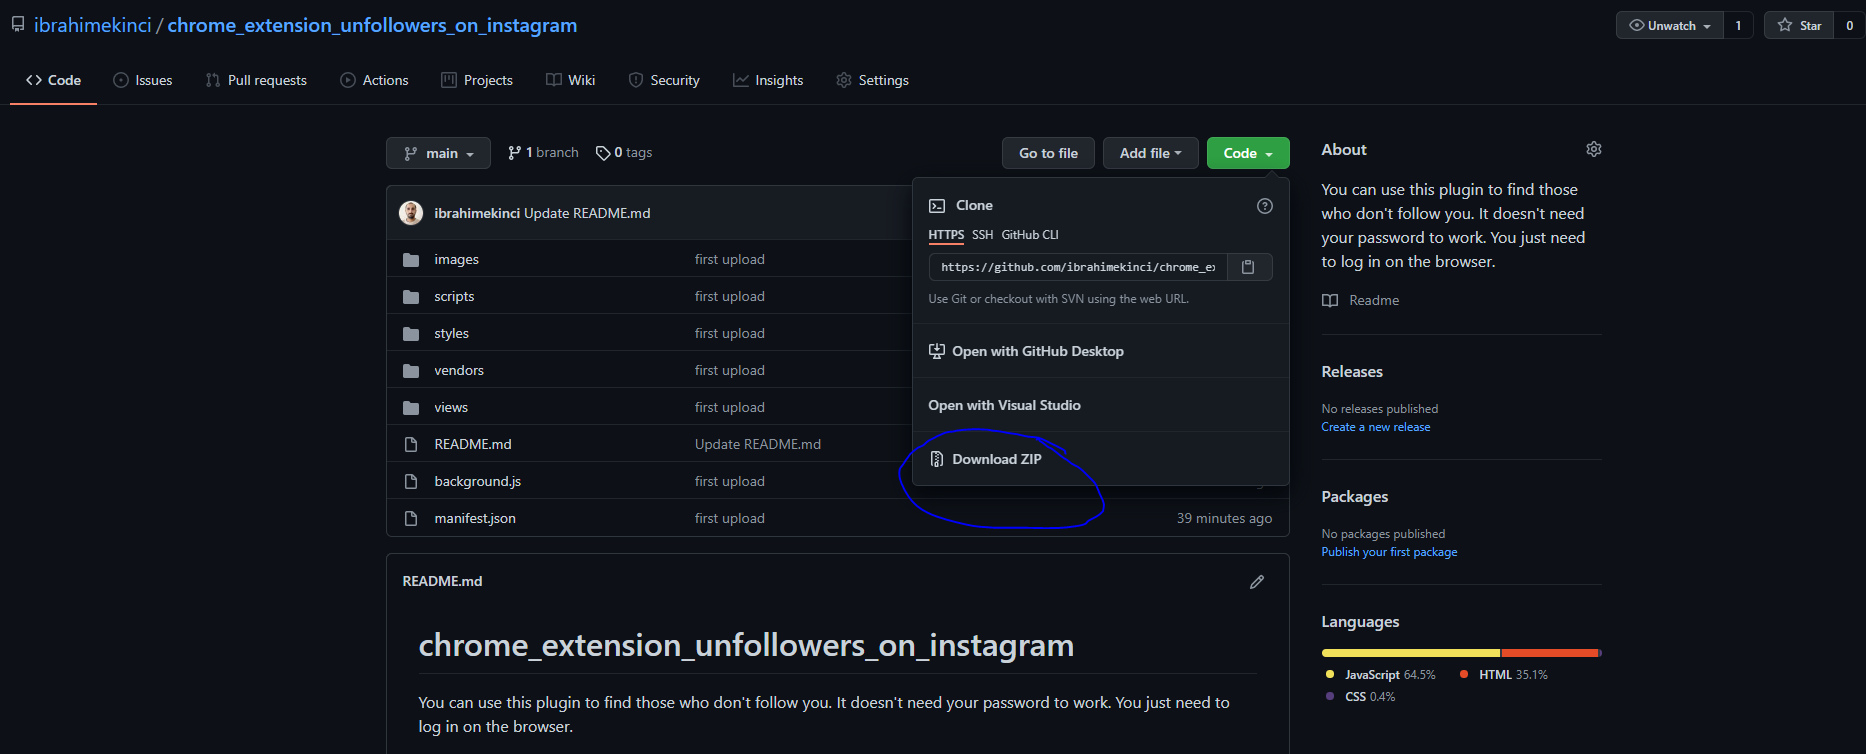 ibrahimekinci / chrome_extension_unfollowers_on_instagram
Unwatch 1 Star 0
Code Issues Pull requests Actions Projects Wiki Security Insights Settings
main 1 branch 0 tags Go to file Add file Code
ibrahimekinci Update README.md
images first upload
scripts first upload
styles first upload
vendors first upload
views first upload
README.md Update README.md
background.js first upload
manifest.json first upload 39 minutes ago
Clone
HTTPS SSH GitHub CLI
https://github.com/ibrahimekinci/chrome_ex
Use Git or checkout with SVN using the web URL.
Open with GitHub Desktop
Open with Visual Studio
Download ZIP
README.md
chrome_extension_unfollowers_on_instagram
You can use this plugin to find those who don't follow you. It doesn't need your password to work. You just need to
log in on the browser.
About
You can use this plugin to find those
who don't follow you. It doesn't need
your password to work. You just need
to log in on the browser.
Readme
Releases
No releases published
Create a new release
Packages
No packages published
Publish your first package
Languages
JavaScript 64.5% HTML 35.1%
CSS 0.4%